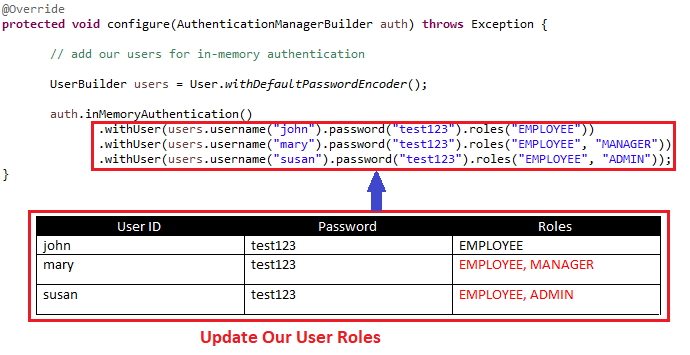 @Override
protected void configure(AuthenticationManagerBuilder auth) throws Exception {
// add our users for in-memory authentication
UserBuilder users = User.withDefaultPasswordEncoder();
auth.inMemoryAuthentication()
.withUser(users.username("john").password("test123").roles("EMPLOYEE"))
.withUser(users.username("mary").password("test123").roles("EMPLOYEE", "MANAGER"))
.withUser(users.username("susan").password("test123").roles("EMPLOYEE", "ADMIN"));
}
User ID Password Roles
john test123 EMPLOYEE
mary test123 EMPLOYEE, MANAGER
susan test123 EMPLOYEE, ADMIN
Update Our User Roles